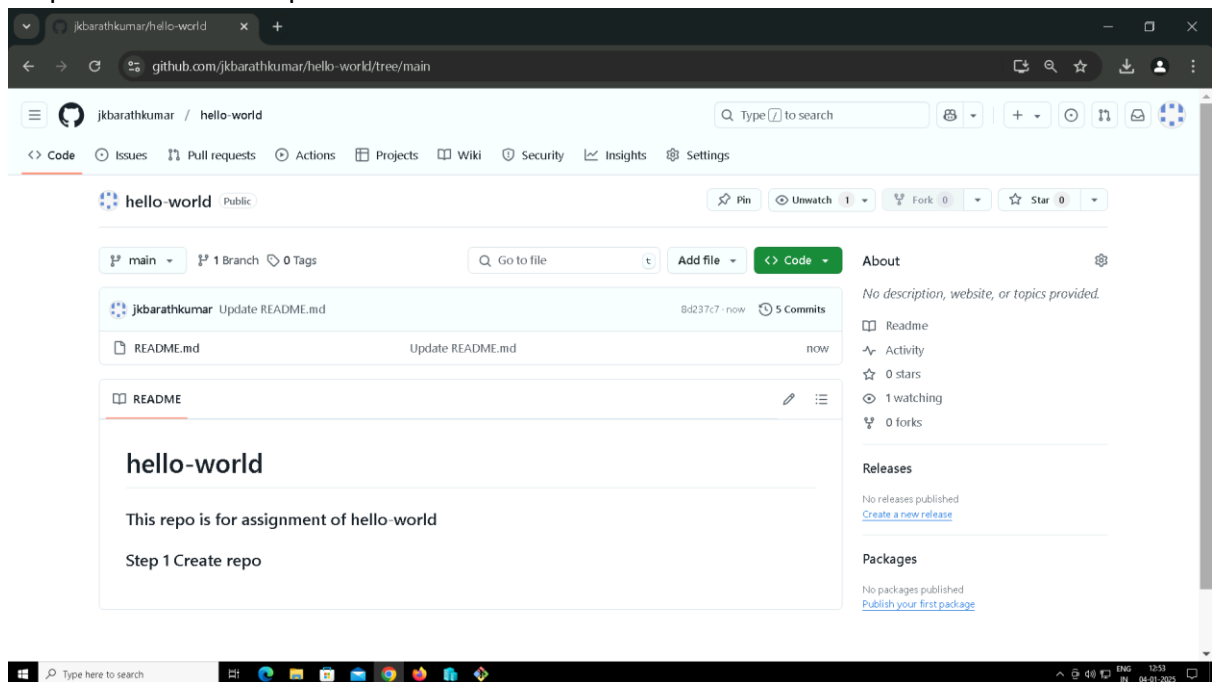 jkbarathkumar/hello-world
github.com/jkbarathkumar/hello-world/tree/main
jkbarathkumar / hello-world
Type / to search
Code Issues Pull requests Actions Projects Wiki Security Insights Settings
hello-world Public
Pin Unwatch 1 Fork 0 Star 0
main 1 Branch 0 Tags Go to file t Add file Code
About
No description, website, or topics provided.
jkbarathkumar Update README.md 8d237c7 · now 5 Commits
Readme
README.md Update README.md now
Activity
0 stars
README
1 watching
0 forks
hello-world
Releases
No releases published
Create a new release
This repo is for assignment of hello-world
Step 1 Create repo
Packages
No packages published
Publish your first package
Type here to search
ENG
IN
12:53
04-01-2025